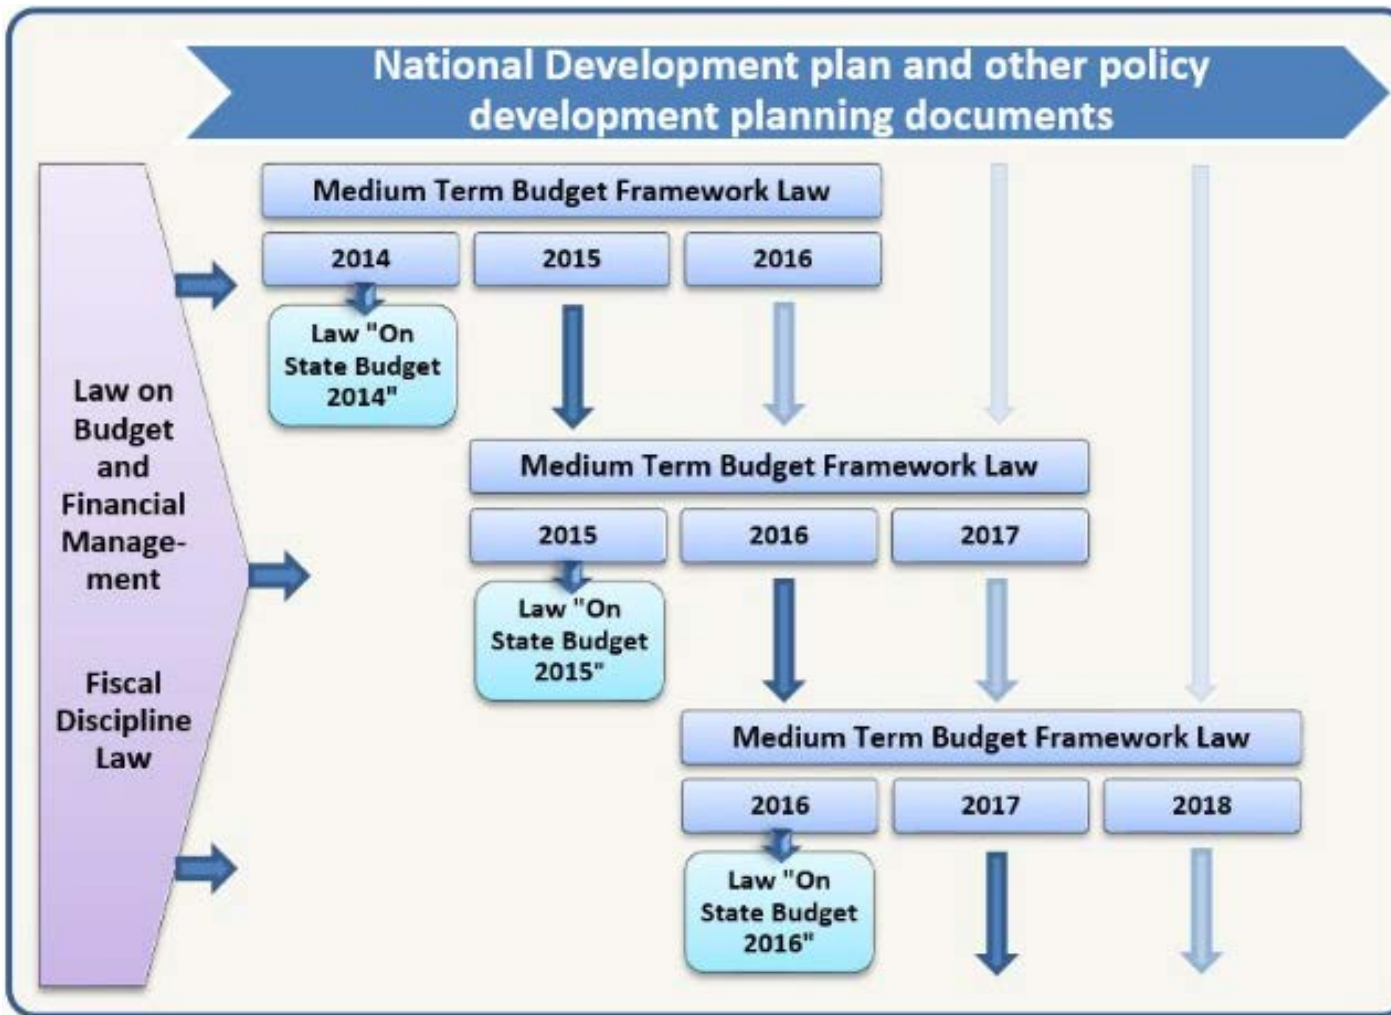 National Development plan and other policy
development planning documents
Medium Term Budget Framework Law
2014
2015
2016
Law "On
State Budget
2014"
Law on
Budget
and
Financial
Manage-
ment
Fiscal
Discipline
Law
Medium Term Budget Framework Law
2015
2016
2017
Law "On
State Budget
2015"
Medium Term Budget Framework Law
2016
2017
2018
Law "On
State Budget
2016"